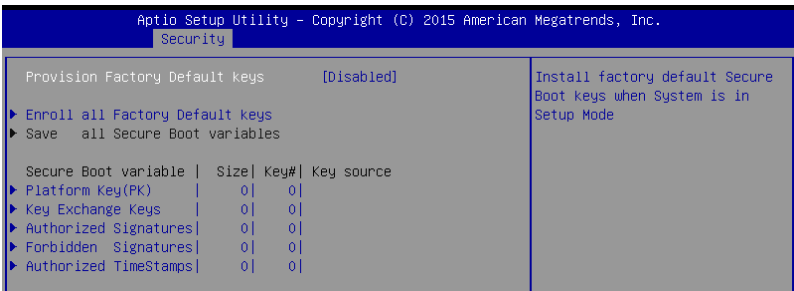 Aptio Setup Utility – Copyright (C) 2015 American Megatrends, Inc.
Security
Provision Factory Default keys [Disabled]
Enroll all Factory Default keys
Save all Secure Boot variables
Secure Boot variable | Size| Key#| Key source
Platform Key(PK) | 0| 0|
Key Exchange Keys | 0| 0|
Authorized Signatures| 0| 0|
Forbidden Signatures| 0| 0|
Authorized TimeStamps| 0| 0|
Install factory default Secure
Boot keys when System is in
Setup Mode